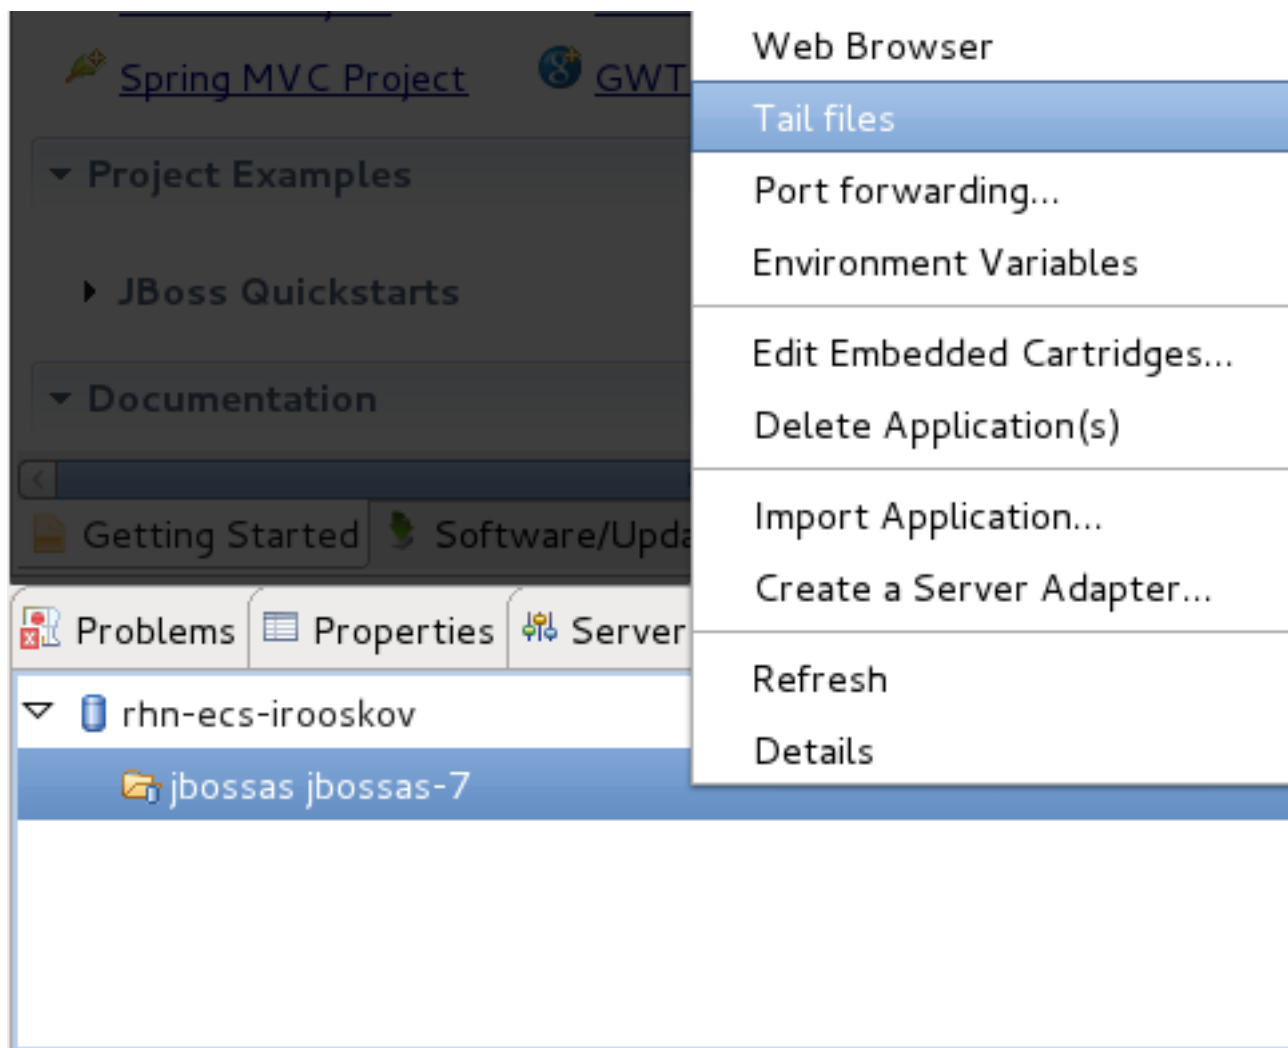 Spring MVC Project
GWT
Project Examples
JBoss Quickstarts
Documentation
Getting Started
Software/Upda
Web Browser
Tail files
Port forwarding...
Environment Variables
Edit Embedded Cartridges...
Delete Application(s)
Import Application...
Create a Server Adapter...
Refresh
Details
Problems
Properties
Server
rhn-ecs-irooskov
jbossas jbossas-7